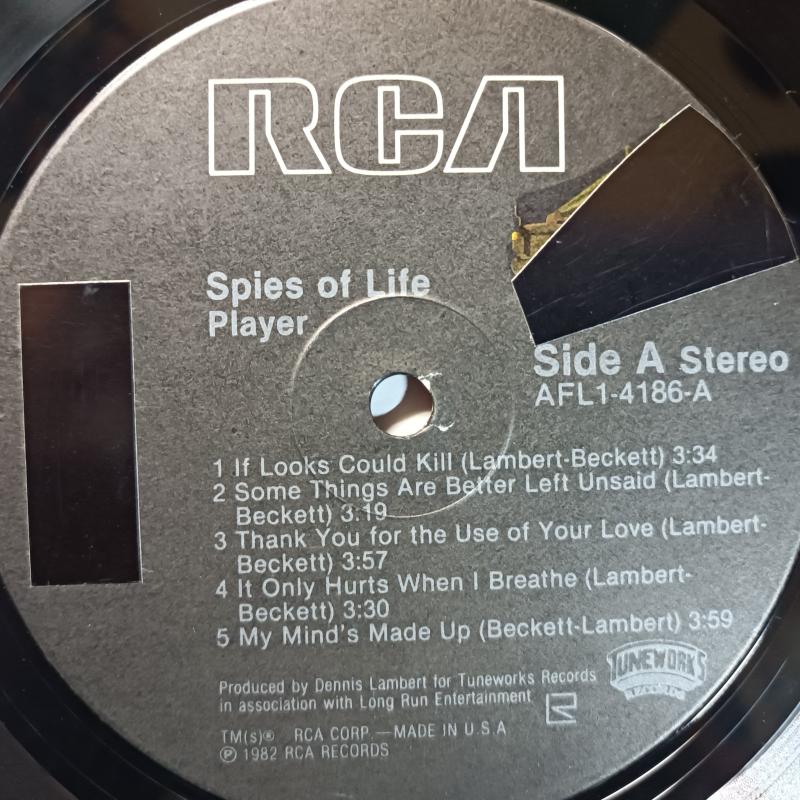 RCA
Spies of Life
Player
Side A Stereo
AFL1-4186-A
1 If Looks Could Kill (Lambert-Beckett) 3:34
2 Some Things Are Better Left Unsaid (Lambert-
Beckett) 3:19
3 Thank You for the Use of Your Love (Lambert-
Beckett) 3:57
4 It Only Hurts When I Breathe (Lambert-
Beckett) 3:30
5 My Mind's Made Up (Beckett-Lambert) 3:59
TUNEWORKS
RECORDS
Produced by Dennis Lambert for Tuneworks Records
in association with Long Run Entertainment
TM(s)® RCA CORP.—MADE IN U.S.A
℗ 1982 RCA RECORDS